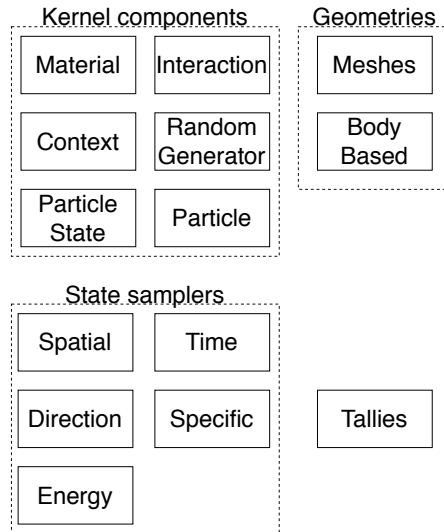 Kernel components
Material
Interaction
Context
Random
Generator
Particle
State
Particle
Geometries
Meshes
Body
Based
State samplers
Spatial
Time
Direction
Specific
Energy
Tallies